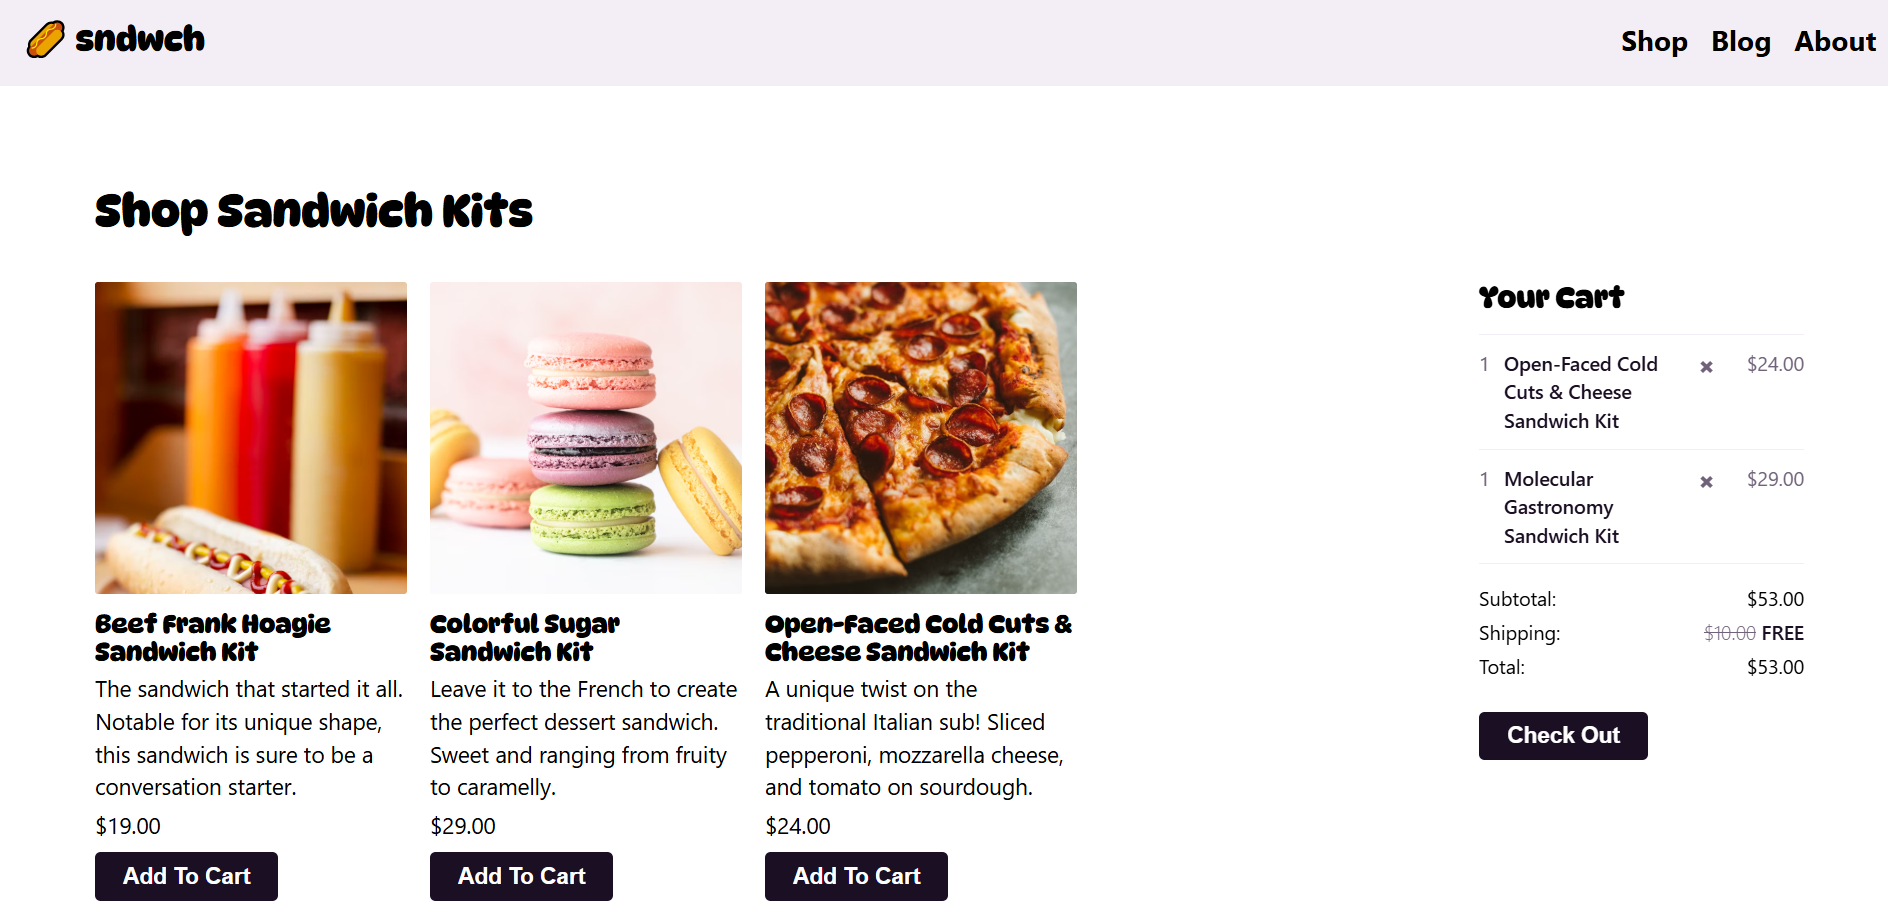 sndwch
Shop Blog About
Shop Sandwich Kits
Beef Frank Hoagie
Sandwich Kit
The sandwich that started it all.
Notable for its unique shape,
this sandwich is sure to be a
conversation starter.
$19.00
Add To Cart
Colorful Sugar
Sandwich Kit
Leave it to the French to create
the perfect dessert sandwich.
Sweet and ranging from fruity
to caramelly.
$29.00
Add To Cart
Open-Faced Cold Cuts &
Cheese Sandwich Kit
A unique twist on the
traditional Italian sub! Sliced
pepperoni, mozzarella cheese,
and tomato on sourdough.
$24.00
Add To Cart
Your Cart
1 Open-Faced Cold × $24.00
Cuts & Cheese
Sandwich Kit
1 Molecular × $29.00
Gastronomy
Sandwich Kit
Subtotal: $53.00
Shipping: $10.00 FREE
Total: $53.00
Check Out